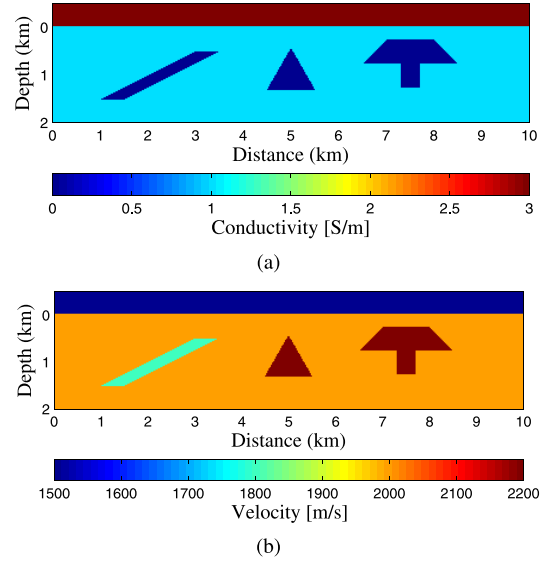 Depth (km)
0
1
2
0 1 2 3 4 5 6 7 8 9 10
Distance (km)
0 0.5 1 1.5 2 2.5 3
Conductivity [S/m]
(a)
Depth (km)
0
1
2
0 1 2 3 4 5 6 7 8 9 10
Distance (km)
1500 1600 1700 1800 1900 2000 2100 2200
Velocity [m/s]
(b)